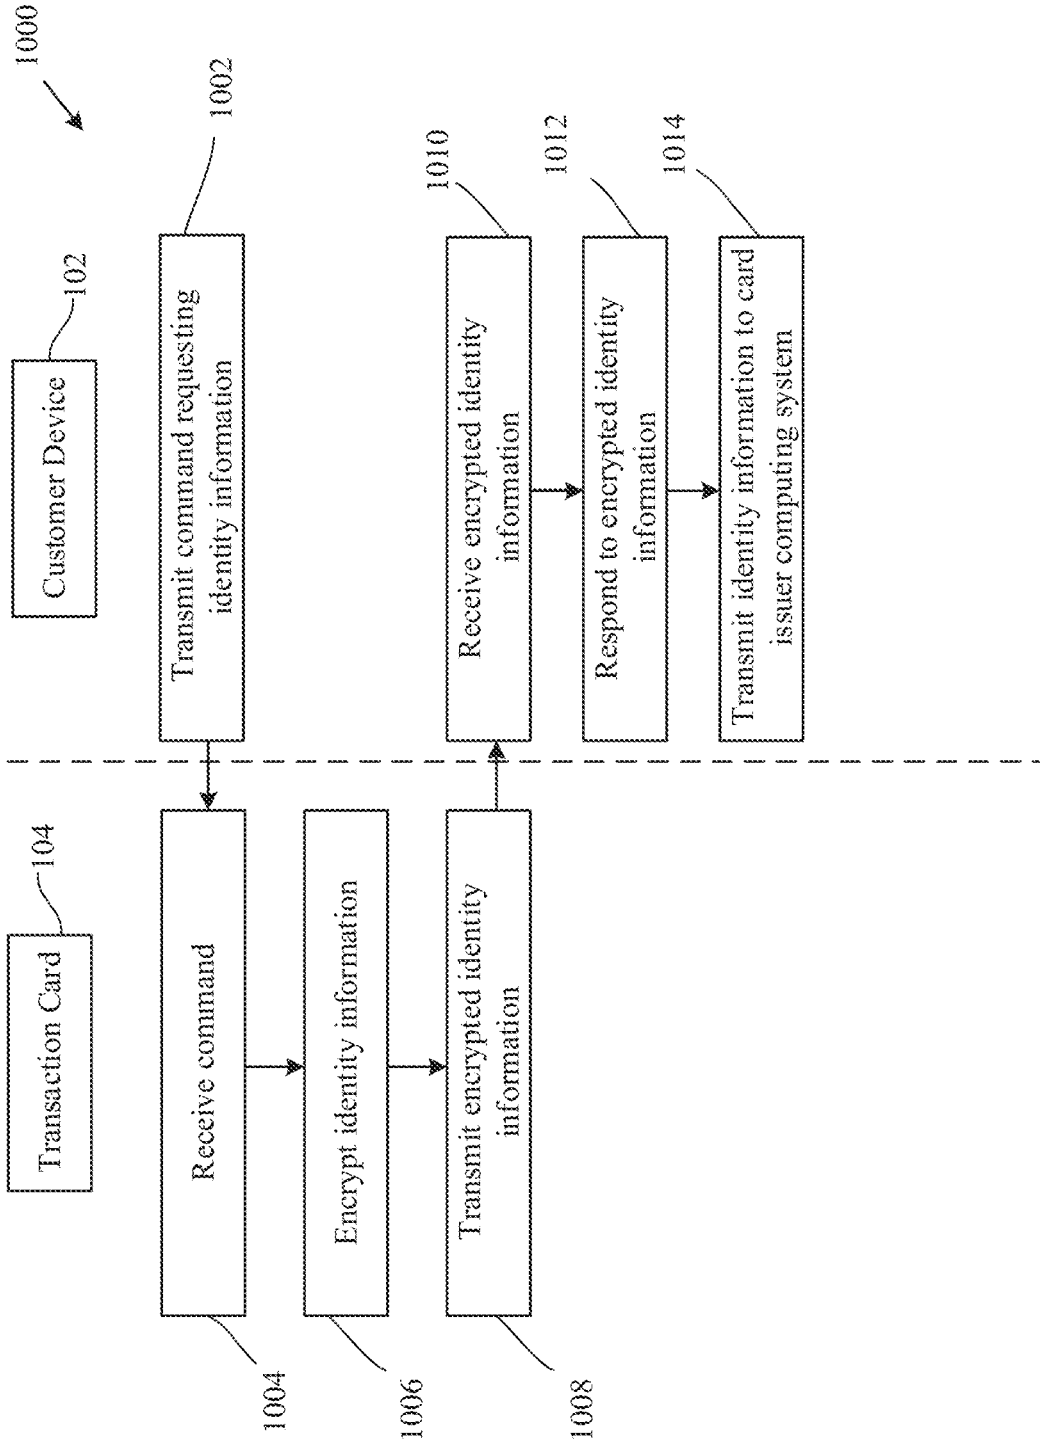 1000
Transaction Card
104
Customer Device
102
Transmit command requesting
identity information
1002
Receive command
1004
Encrypt identity information
1006
Transmit encrypted identity
information
1008
Receive encrypted identity
information
1010
Respond to encrypted identity
information
1012
Transmit identity information to card
issuer computing system
1014